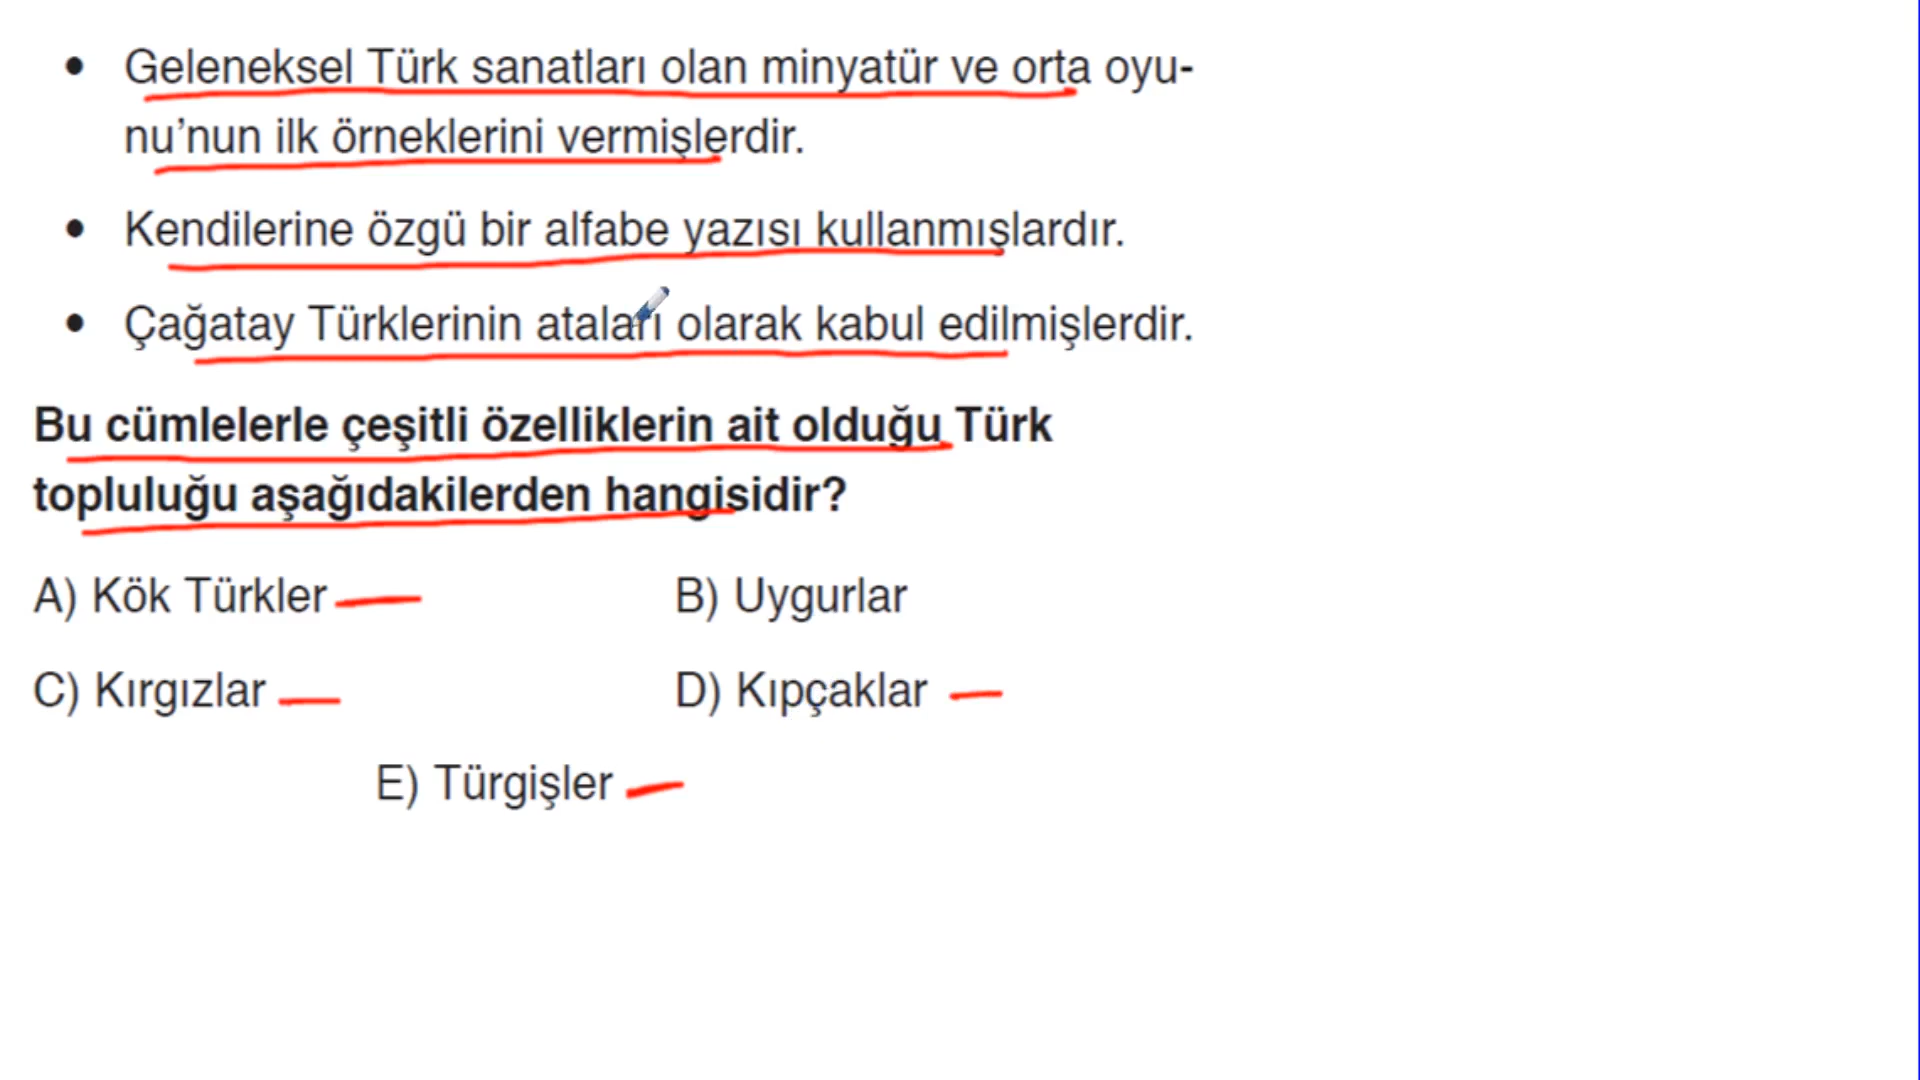 • Geleneksel Türk sanatları olan minyatür ve orta oyu-
nu’nun ilk örneklerini vermişlerdir.
• Kendilerine özgü bir alfabe yazısı kullanmışlardır.
• Çağatay Türklerinin ataları olarak kabul edilmişlerdir.
Bu cümlelerle çeşitli özelliklerin ait olduğu Türk
topluluğu aşağıdakilerden hangisidir?
A) Kök Türkler B) Uygurlar
C) Kırgızlar D) Kıpçaklar
E) Türgişler